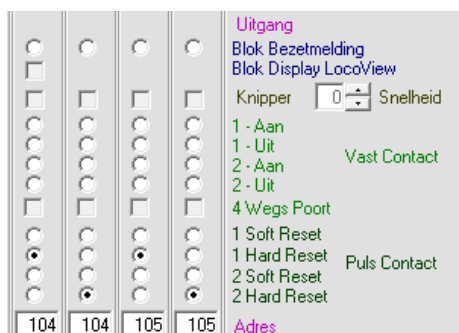 Uitgang
Blok Bezetmelding
Blok Display LocoView
Knipper 0 Snelheid
1 - Aan
1 - Uit
2 - Aan
2 - Uit
Vast Contact
4 Wegs Poort
1 Soft Reset
1 Hard Reset
2 Soft Reset
2 Hard Reset
Puls Contact
104 104 105 105 Adres